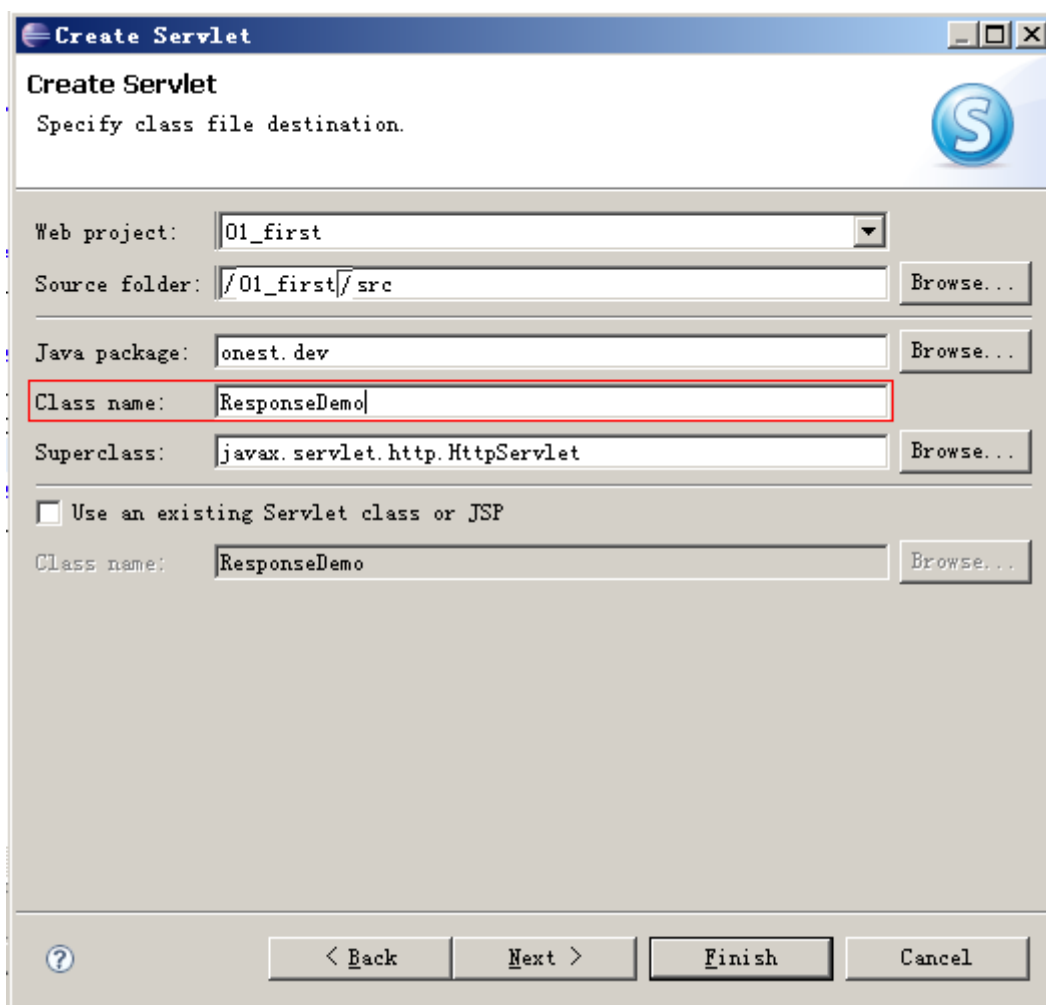 Create Servlet
Create Servlet
Specify class file destination.
Web project: 01_first
Source folder: /01_first/src Browse...
Java package: onest.dev Browse...
Class name: ResponseDemo
Superclass: javax.servlet.http.HttpServlet Browse...
Use an existing Servlet class or JSP
Class name: ResponseDemo Browse...
< Back Next > Finish Cancel